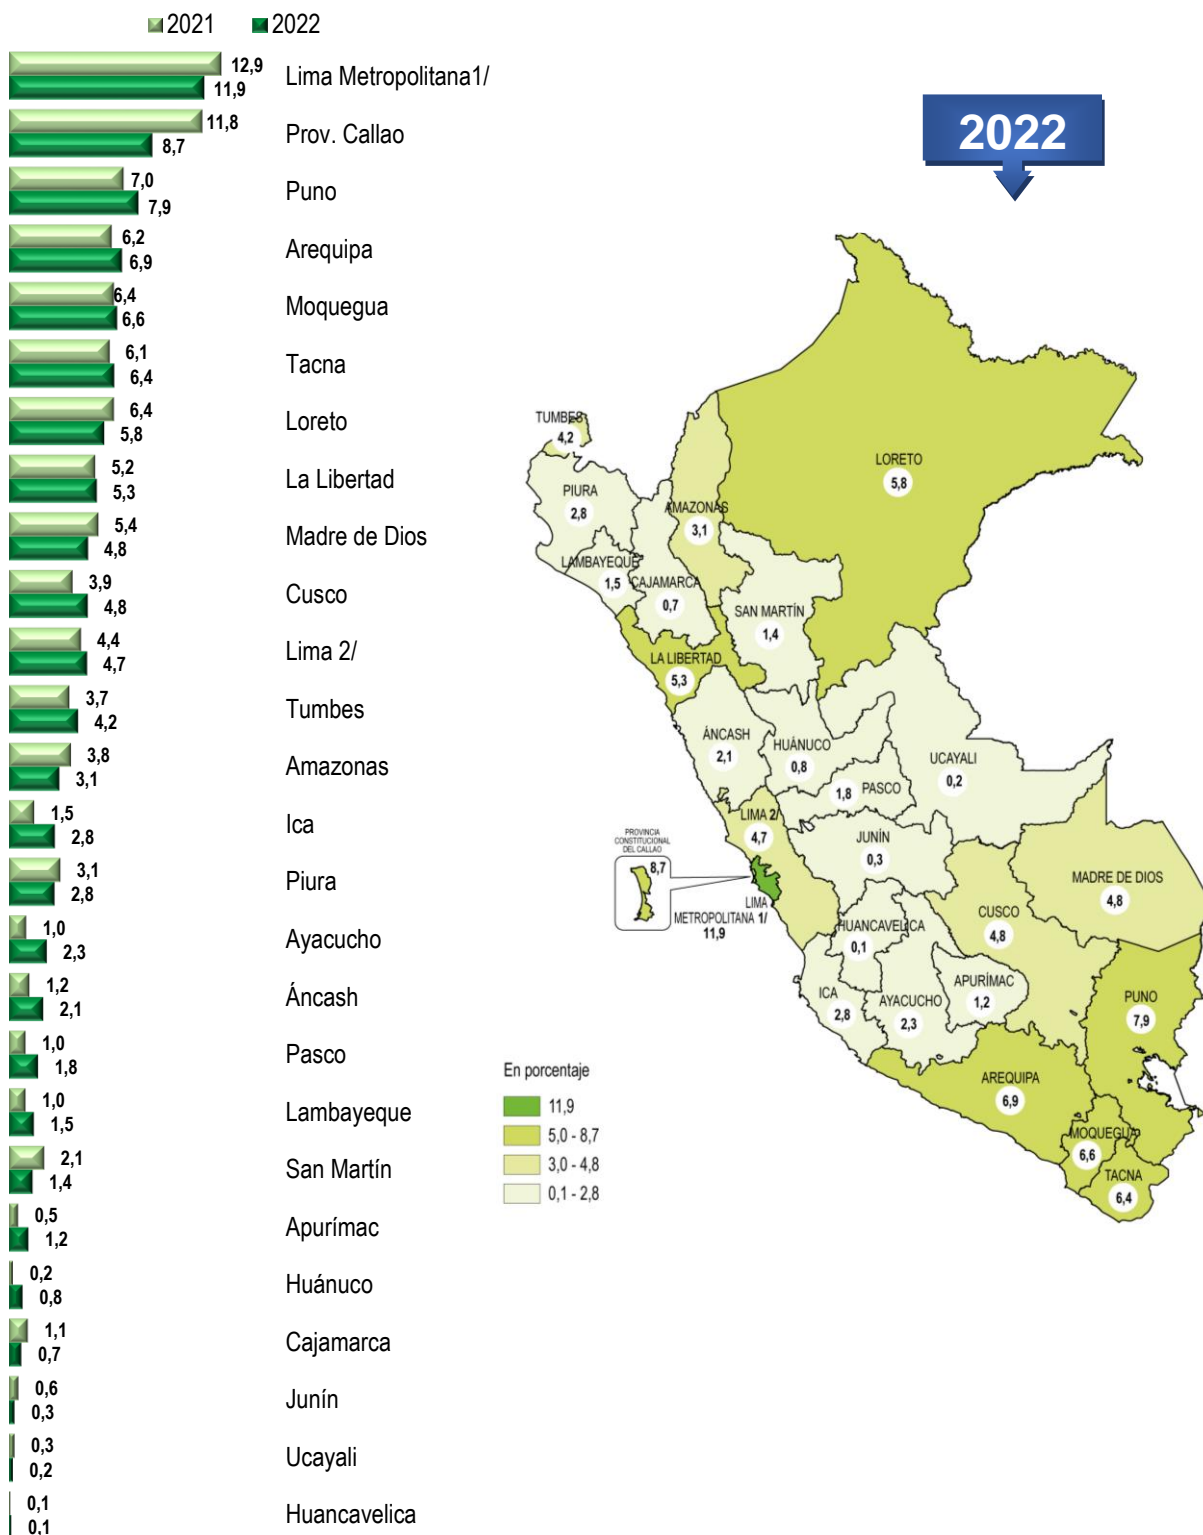 2021 2022
12,9
11,9
Lima Metropolitana1/
11,8
8,7
Prov. Callao
7,0
7,9
Puno
6,2
6,9
Arequipa
6,4
6,6
Moquegua
6,1
6,4
Tacna
6,4
5,8
Loreto
5,2
5,3
La Libertad
5,4
4,8
Madre de Dios
3,9
4,8
Cusco
4,4
4,7
Lima 2/
3,7
4,2
Tumbes
3,8
3,1
Amazonas
1,5
2,8
Ica
3,1
2,8
Piura
1,0
2,3
Ayacucho
1,2
2,1
Áncash
1,0
1,8
Pasco
1,0
1,5
Lambayeque
2,1
1,4
San Martín
0,5
1,2
Apurímac
0,2
0,8
Huánuco
1,1
0,7
Cajamarca
0,6
0,3
Junín
0,3
0,2
Ucayali
0,1
0,1
Huancavelica
2022
TUMBES
4,2
LORETO
5,8
PIURA
2,8
AMAZONAS
3,1
LAMBAYEQUE
1,5
CAJAMARCA
0,7
SAN MARTÍN
1,4
LA LIBERTAD
5,3
ÁNCASH
2,1
HUÁNUCO
0,8
UCAYALI
0,2
1,8 PASCO
LIMA 2/
4,7
JUNÍN
0,3
PROVINCIA
CONSTITUCIONAL
DEL CALLAO
8,7
LIMA
METROPOLITANA 1/
11,9
MADRE DE DIOS
4,8
CUSCO
4,8
HUANCAVELICA
0,1
APURÍMAC
1,2
ICA
2,8
AYACUCHO
2,3
PUNO
7,9
AREQUIPA
6,9
MOQUEGUA
6,6
TACNA
6,4
En porcentaje
11,9
5,0 - 8,7
3,0 - 4,8
0,1 - 2,8